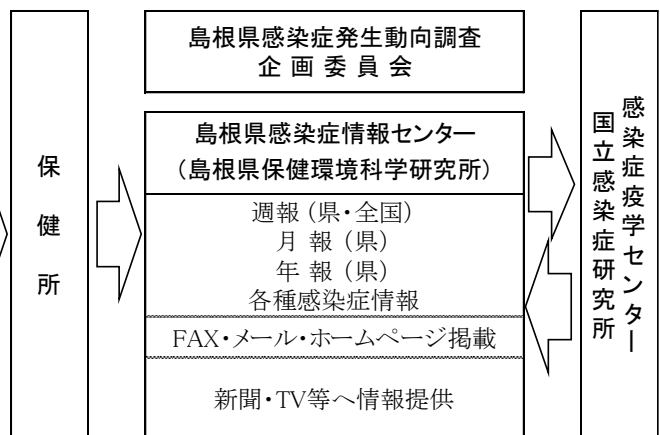 保健所
島根県感染症発生動向調査
企画委員会
島根県感染症情報センター
（島根県保健環境科学研究所）
週報（県・全国）
月 報（県）
年 報（県）
各種感染症情報
FAX・メール・ホームページ掲載
新聞・TV等へ情報提供
感染症疫学センター
国立感染症研究所